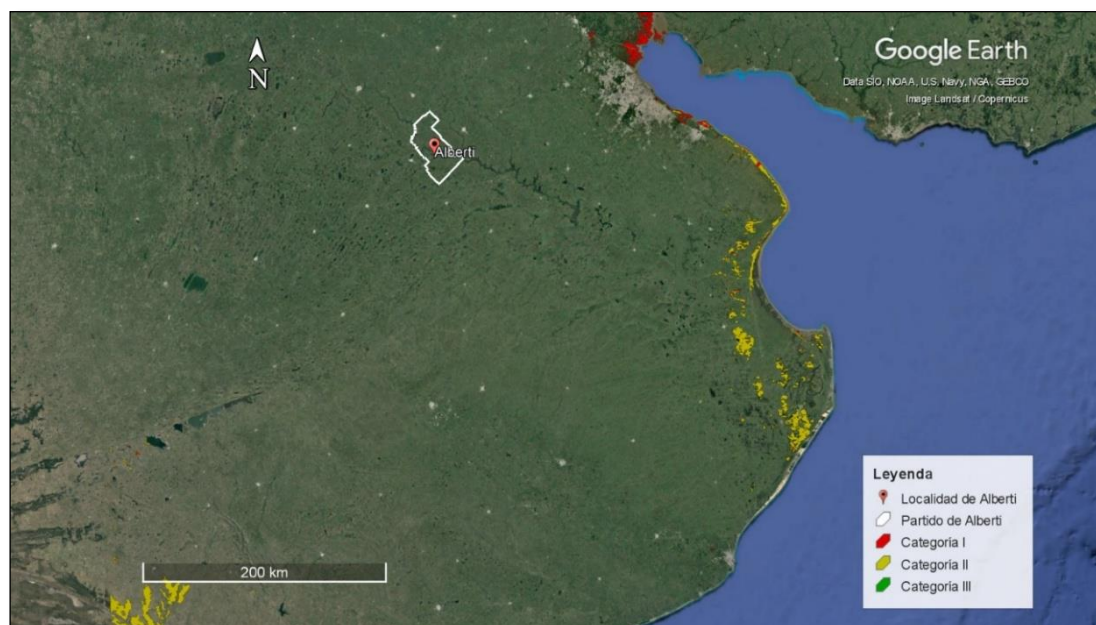 N
Google Earth
Data SIO, NOAA, U.S. Navy, NGA, GEBCO
Image Landsat / Copernicus
Alberti
Leyenda
Localidad de Alberti
Partido de Alberti
Categoría I
Categoría II
Categoría III
200 km